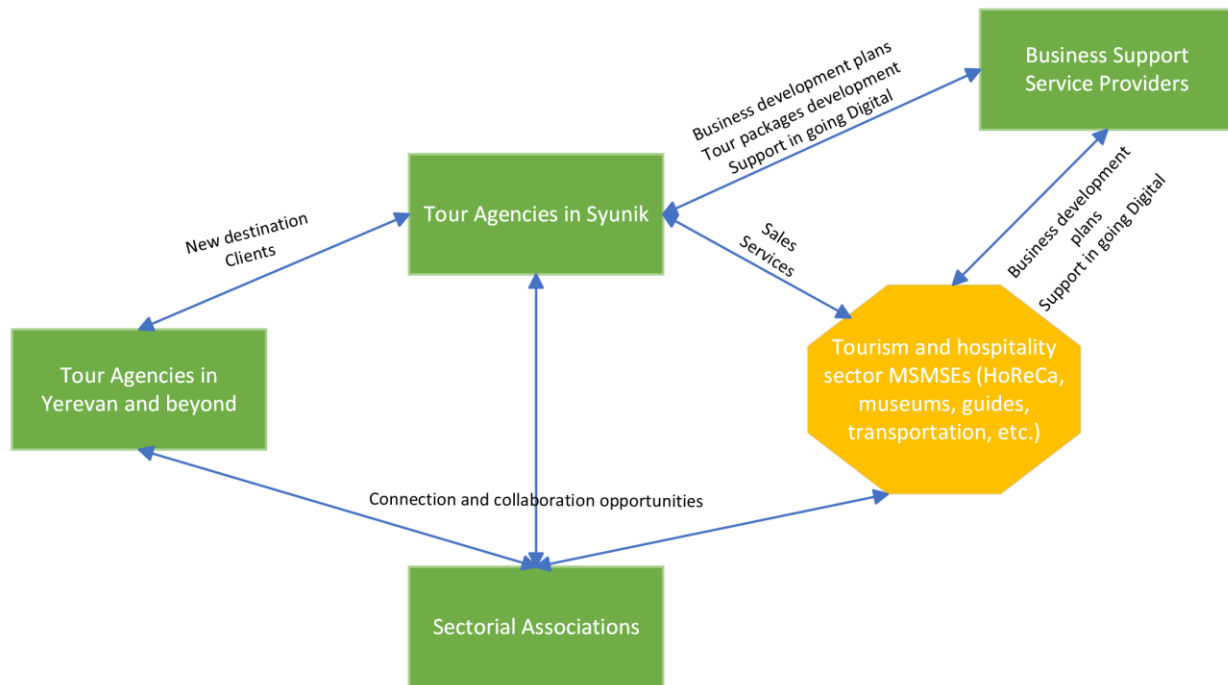 Business Support
Service Providers
Business development plans
Tour packages development
Support in going Digital
Tour Agencies in Syunik
New destination
Clients
Sales
Services
Business development
plans
Support in going Digital
Tour Agencies in
Yerevan and beyond
Tourism and hospitality
sector MSMSEs (HoReCa,
museums, guides,
transportation, etc.)
Connection and collaboration opportunities
Sectorial Associations